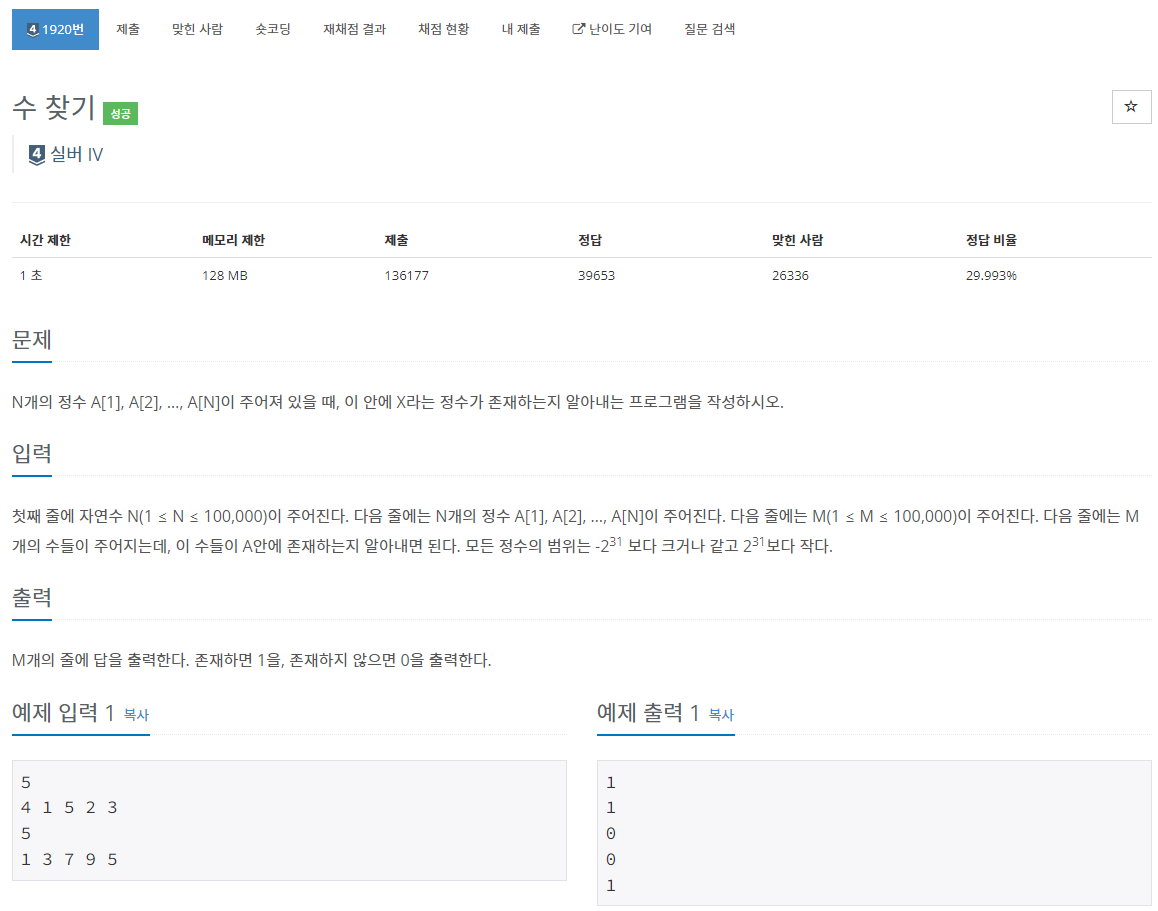 4 1920번 제출 맞힌 사람 숏코딩 재채점 결과 채점 현황 내 제출 난이도 기여 질문 검색
수 찾기 성공
4 실버 IV
시간 제한 메모리 제한 제출 정답 맞힌 사람 정답 비율
1 초 128 MB 136177 39653 26336 29.993%
문제
N개의 정수 A[1], A[2], ..., A[N]이 주어져 있을 때, 이 안에 X라는 정수가 존재하는지 알아내는 프로그램을 작성하시오.
입력
첫째 줄에 자연수 N(1 ≤ N ≤ 100,000)이 주어진다. 다음 줄에는 N개의 정수 A[1], A[2], ..., A[N]이 주어진다. 다음 줄에는 M(1 ≤ M ≤ 100,000)이 주어진다. 다음 줄에는 M
개의 수들이 주어지는데, 이 수들이 A안에 존재하는지 알아내면 된다. 모든 정수의 범위는 -2³¹ 보다 크거나 같고 2³¹보다 작다.
출력
M개의 줄에 답을 출력한다. 존재하면 1을, 존재하지 않으면 0을 출력한다.
예제 입력 1 복사
5
4 1 5 2 3
5
1 3 7 9 5
예제 출력 1 복사
1
1
0
0
1